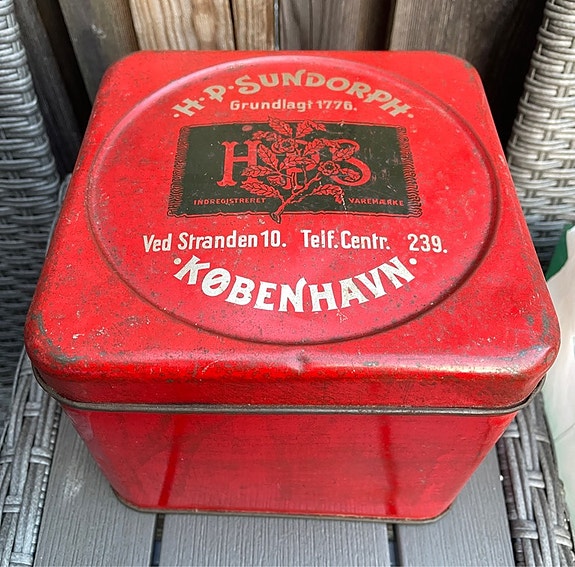 ·H·P·SUNDORPH·
Grundlagt 1776.
HPS
INDREGISTRERET VAREMÆRKE
Ved Stranden 10. Telf. Centr. 239.
·KØBENHAVN·